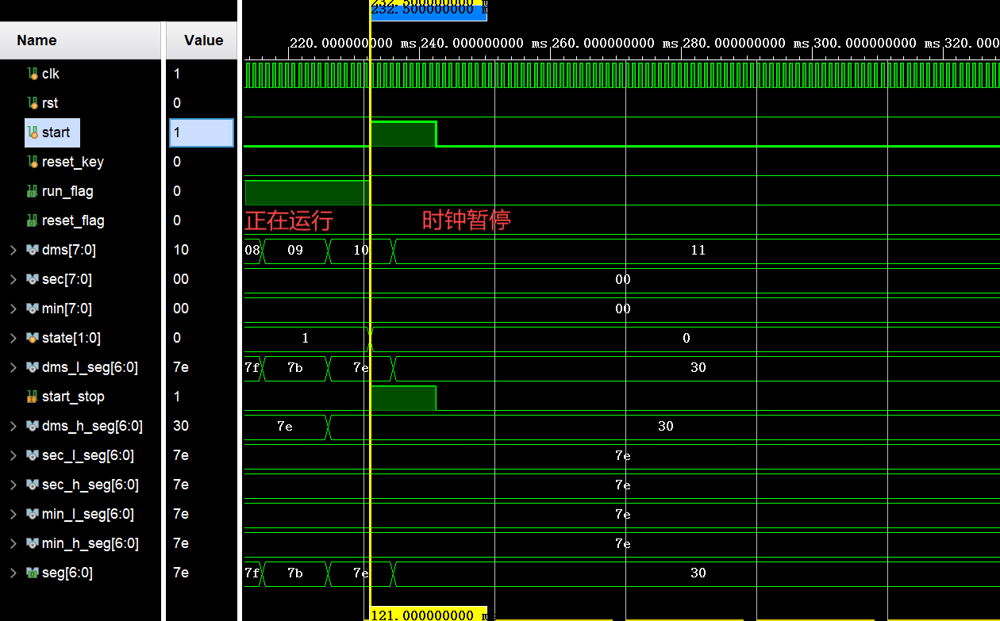 232.500000000 m
232.500000000 m
Name Value
220.000000000 ms 240.000000000 ms 260.000000000 ms 280.000000000 ms 300.000000000 ms 320.00
clk 1
rst 0
start 1
reset_key 0
run_flag 0
reset_flag 0 正在运行 时钟暂停
dms[7:0] 10 08 09 10 11
sec[7:0] 00 00
min[7:0] 00 00
state[1:0] 0 1 0
dms_l_seg[6:0] 7e 7f 7b 7e 30
start_stop 1
dms_h_seg[6:0] 30 7e 30
sec_l_seg[6:0] 7e 7e
sec_h_seg[6:0] 7e 7e
min_l_seg[6:0] 7e 7e
min_h_seg[6:0] 7e 7e
seg[6:0] 7e 7f 7b 7e 30
121.000000000 m